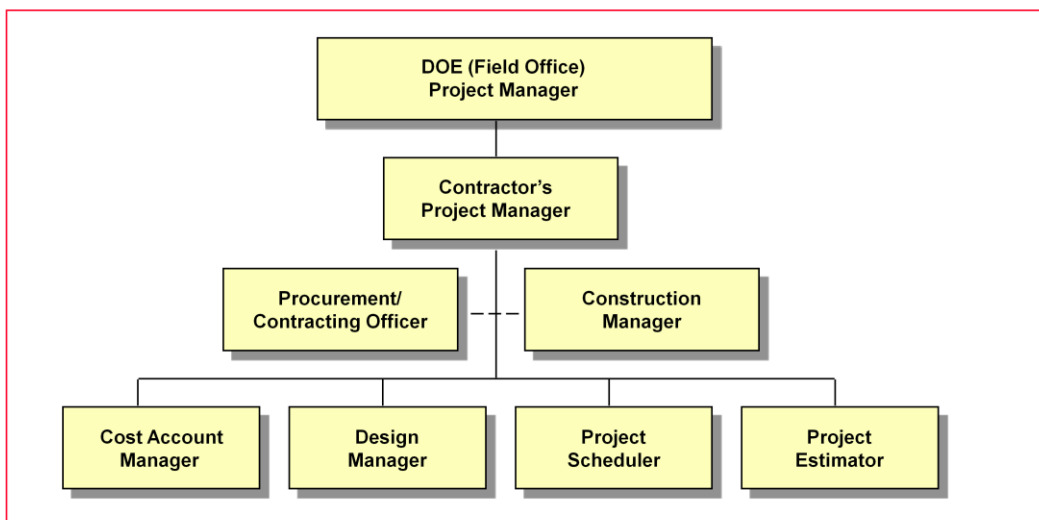 DOE (Field Office)
Project Manager
Contractor's
Project Manager
Procurement/
Contracting Officer
Construction
Manager
Cost Account
Manager
Design
Manager
Project
Scheduler
Project
Estimator